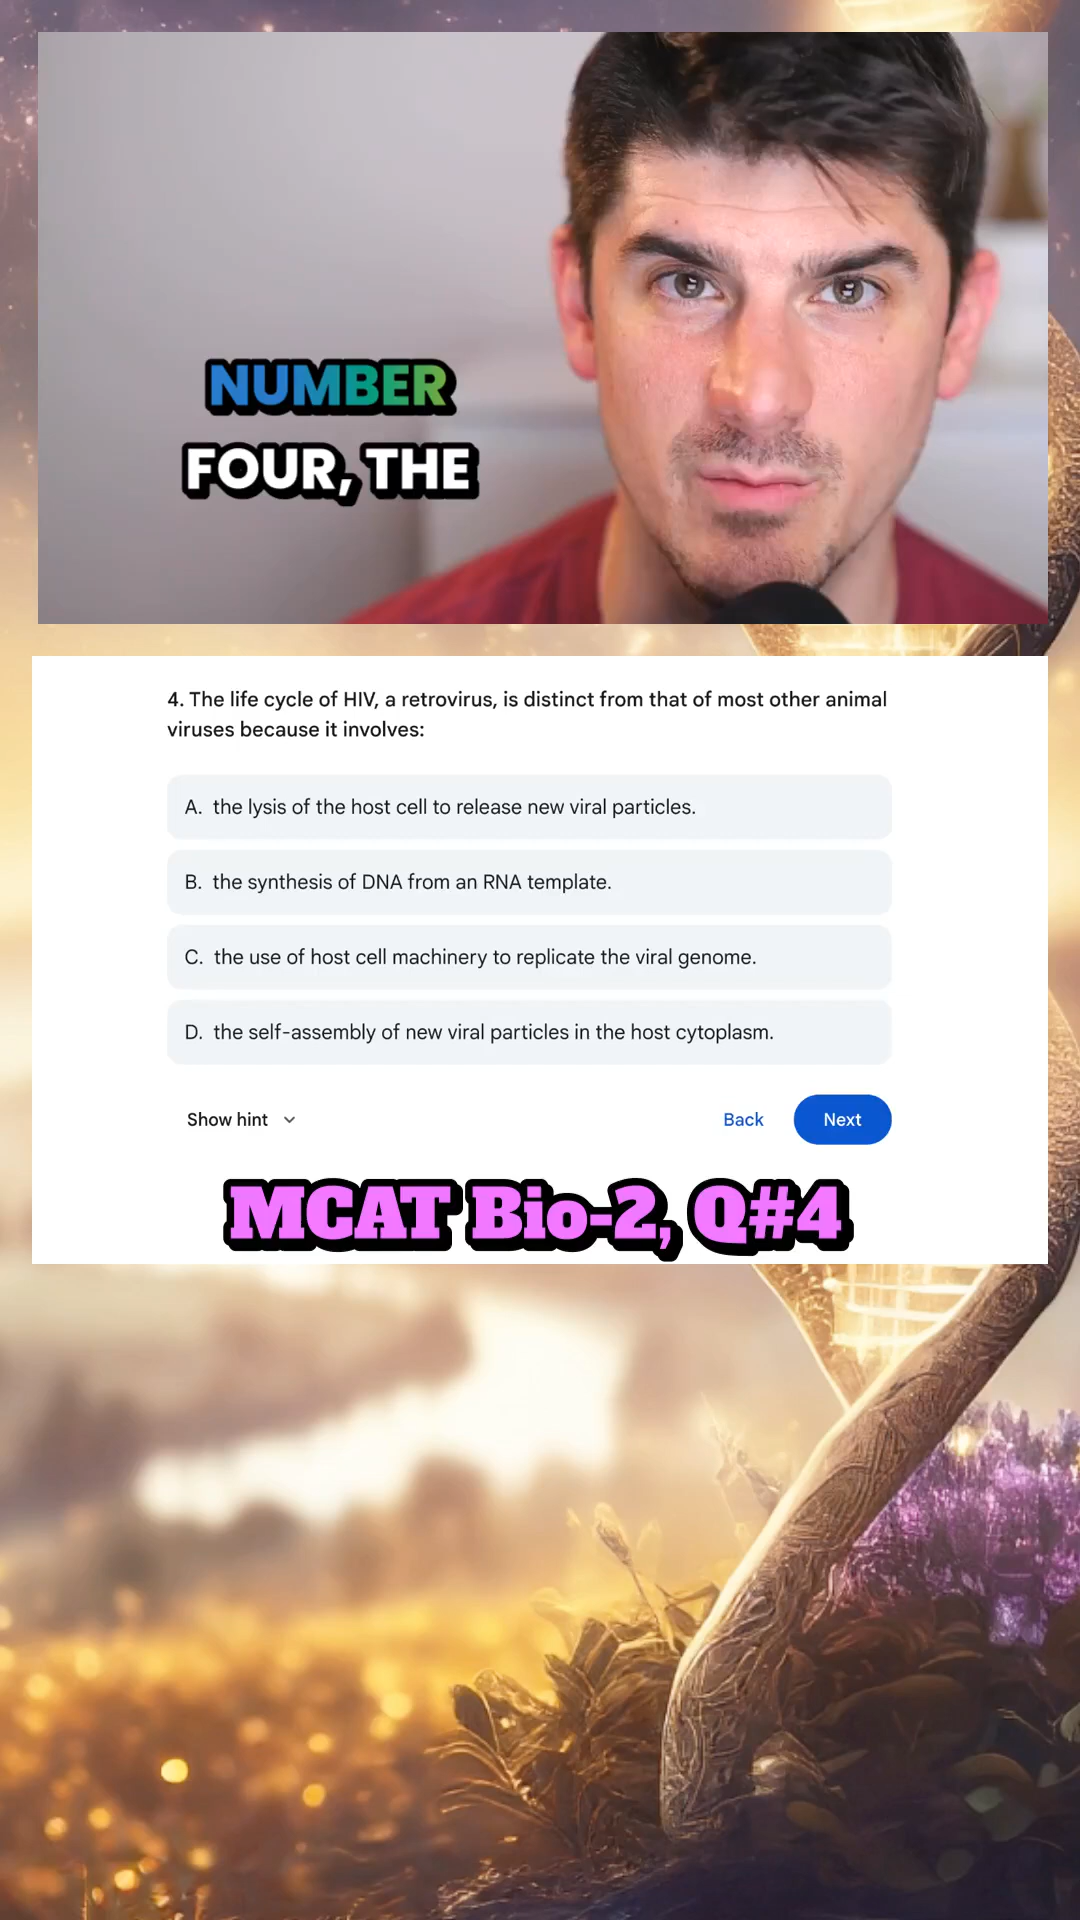 NUMBER
FOUR, THE
4. The life cycle of HIV, a retrovirus, is distinct from that of most other animal
viruses because it involves:
A. the lysis of the host cell to release new viral particles.
B. the synthesis of DNA from an RNA template.
C. the use of host cell machinery to replicate the viral genome.
D. the self-assembly of new viral particles in the host cytoplasm.
Show hint
Back
Next
MCAT Bio-2, Q#4